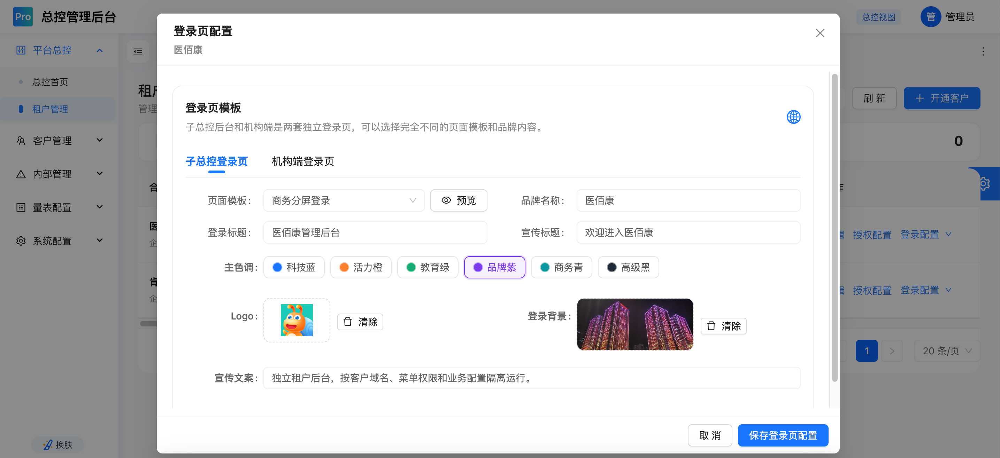 Pro 总控管理后台
总控视图 管 管理员
平台总控
总控首页
租户管理
客户管理
内部管理
量表配置
系统配置
换肤
租户
管理
刷 新
+ 开通客户
0
登录页配置
医佰康
登录页模板
子总控后台和机构端是两套独立登录页，可以选择完全不同的页面模板和品牌内容。
子总控登录页 机构端登录页
页面模板： 商务分屏登录 预览 品牌名称： 医佰康
登录标题： 医佰康管理后台 宣传标题： 欢迎进入医佰康
主色调： 科技蓝 活力橙 教育绿 品牌紫 商务青 高级黑
Logo： 清除 登录背景： 清除
宣传文案： 独立租户后台，按客户域名、菜单权限和业务配置隔离运行。
取 消 保存登录页配置
合
医
企
授权配置 登录配置
肯
企
授权配置 登录配置
1 > 20 条/页